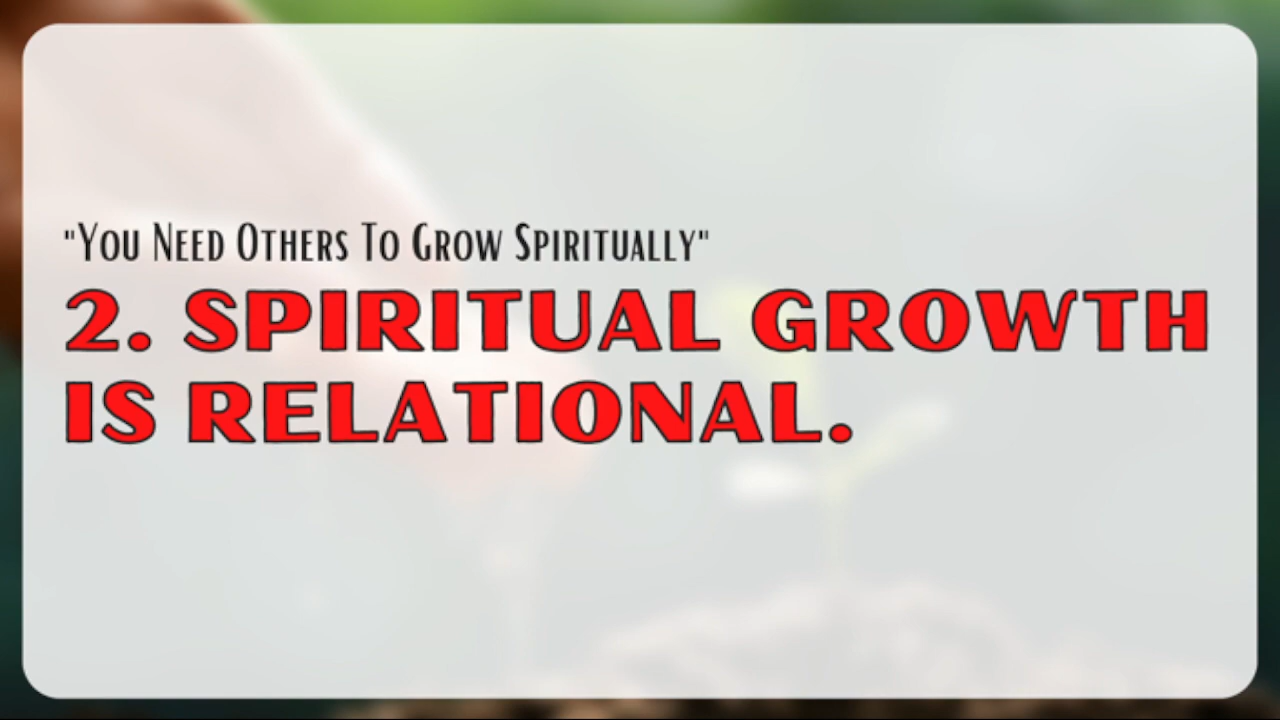 "You Need Others To Grow Spiritually"
2. SPIRITUAL GROWTH
IS RELATIONAL.